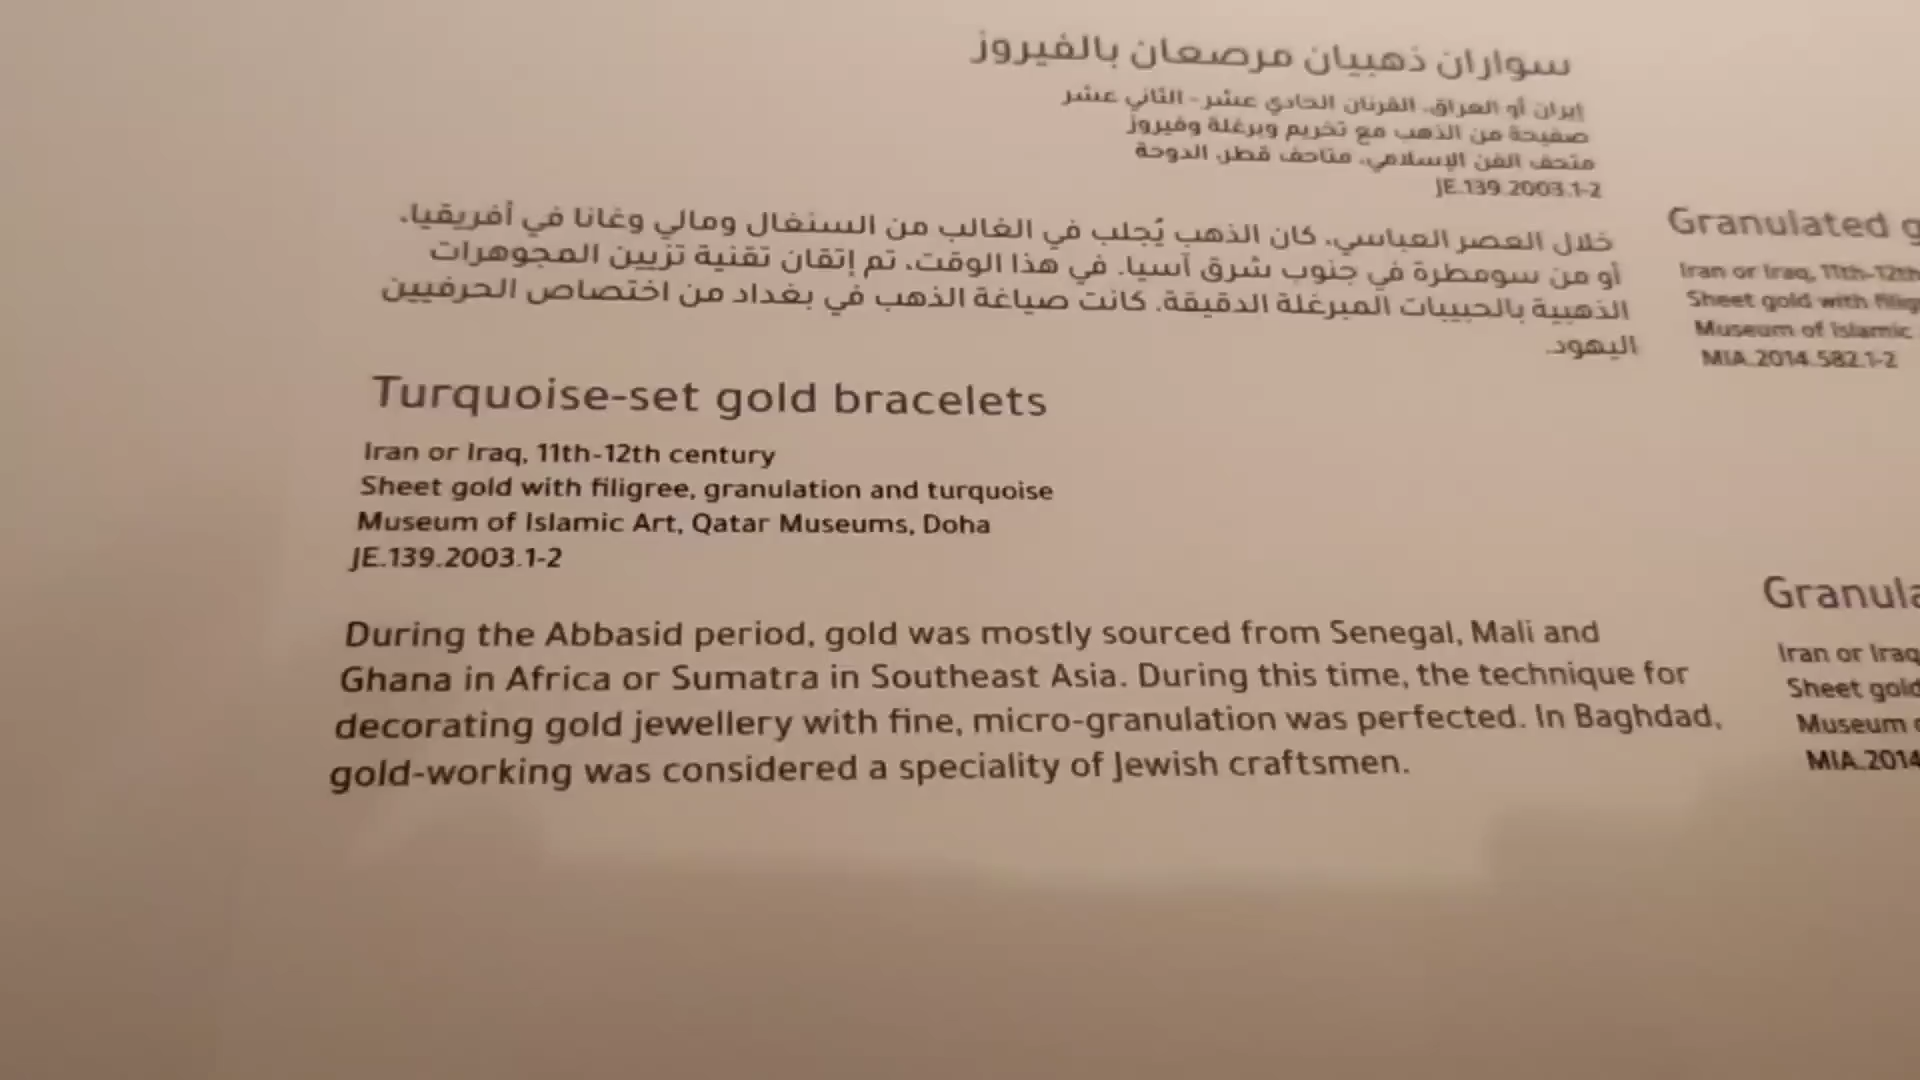 سواران ذهبيان مرصعان بالفيروز
إيران أو العراق، القرنان الحادي عشر - الثاني عشر
صفيحة من الذهب مع تخريم وبرغلة وفيروز
متحف الفن الإسلامي، متاحف قطر، الدوحة
JE.139.2003.1-2
خلال العصر العباسي، كان الذهب يُجلب في الغالب من السنغال ومالي وغانا في أفريقيا،
أو من سومطرة في جنوب شرق آسيا. في هذا الوقت، تم إتقان تقنية تزيين المجوهرات
الذهبية بالحبيبات المبرغلة الدقيقة. كانت صياغة الذهب في بغداد من اختصاص الحرفيين
اليهود.
Turquoise-set gold bracelets
Iran or Iraq, 11th-12th century
Sheet gold with filigree, granulation and turquoise
Museum of Islamic Art, Qatar Museums, Doha
JE.139.2003.1-2
During the Abbasid period, gold was mostly sourced from Senegal, Mali and
Ghana in Africa or Sumatra in Southeast Asia. During this time, the technique for
decorating gold jewellery with fine, micro-granulation was perfected. In Baghdad,
gold-working was considered a speciality of Jewish craftsmen.
Granulated g
Iran or Iraq, 11th-12th
Sheet gold with filig
Museum of Islamic
MIA.2014.582.1-2
Granula
Iran or Iraq
Sheet gold
Museum o
MIA.2014